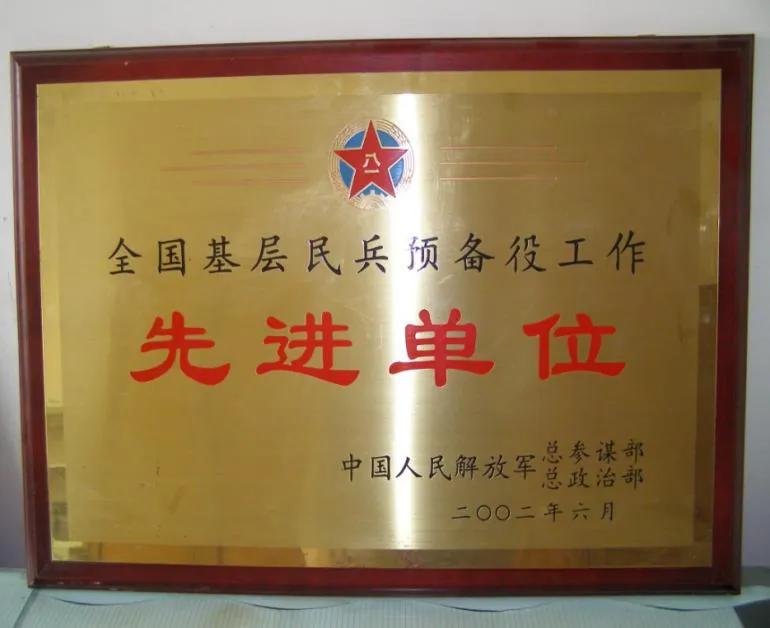 八一
全国基层民兵预备役工作
先进单位
中国人民解放军总参谋部
总政治部
二〇〇二年六月